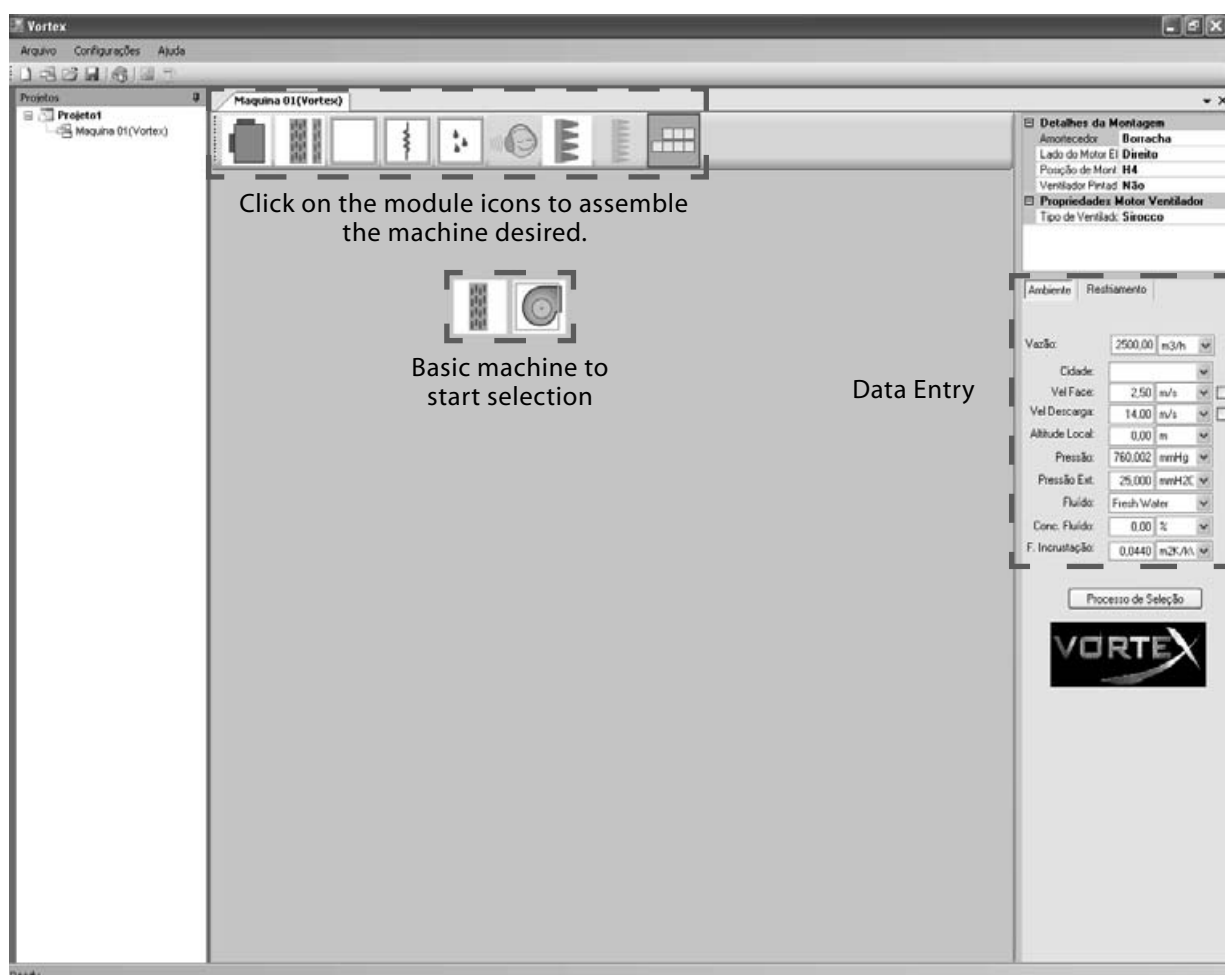 Vortex
Arquivo Configurações Ajuda
Projetos
Projeto1
Maquina 01(Vortex)
Maquina 01(Vortex)
Click on the module icons to assemble
the machine desired.
Basic machine to
start selection
Data Entry
Detalhes da Montagem
Amortecedor Borracha
Lado do Motor El Direito
Posição de Mont H4
Ventilador Pintad Não
Propriedades Motor Ventilador
Tipo de Ventilad: Sirocco
Ambiente Resfriamento
Vazão: 2500,00 m3/h
Cidade:
Vel Face: 2,50 m/s
Vel Descarga: 14,00 m/s
Altitude Local: 0,00 m
Pressão: 760,002 mmHg
Pressão Ext. 25,000 mmH2C
Fluído: Fresh Water
Conc. Fluído: 0,00 %
F. Incrustação: 0,0440 m2K/k\
Processo de Seleção
VORTEX